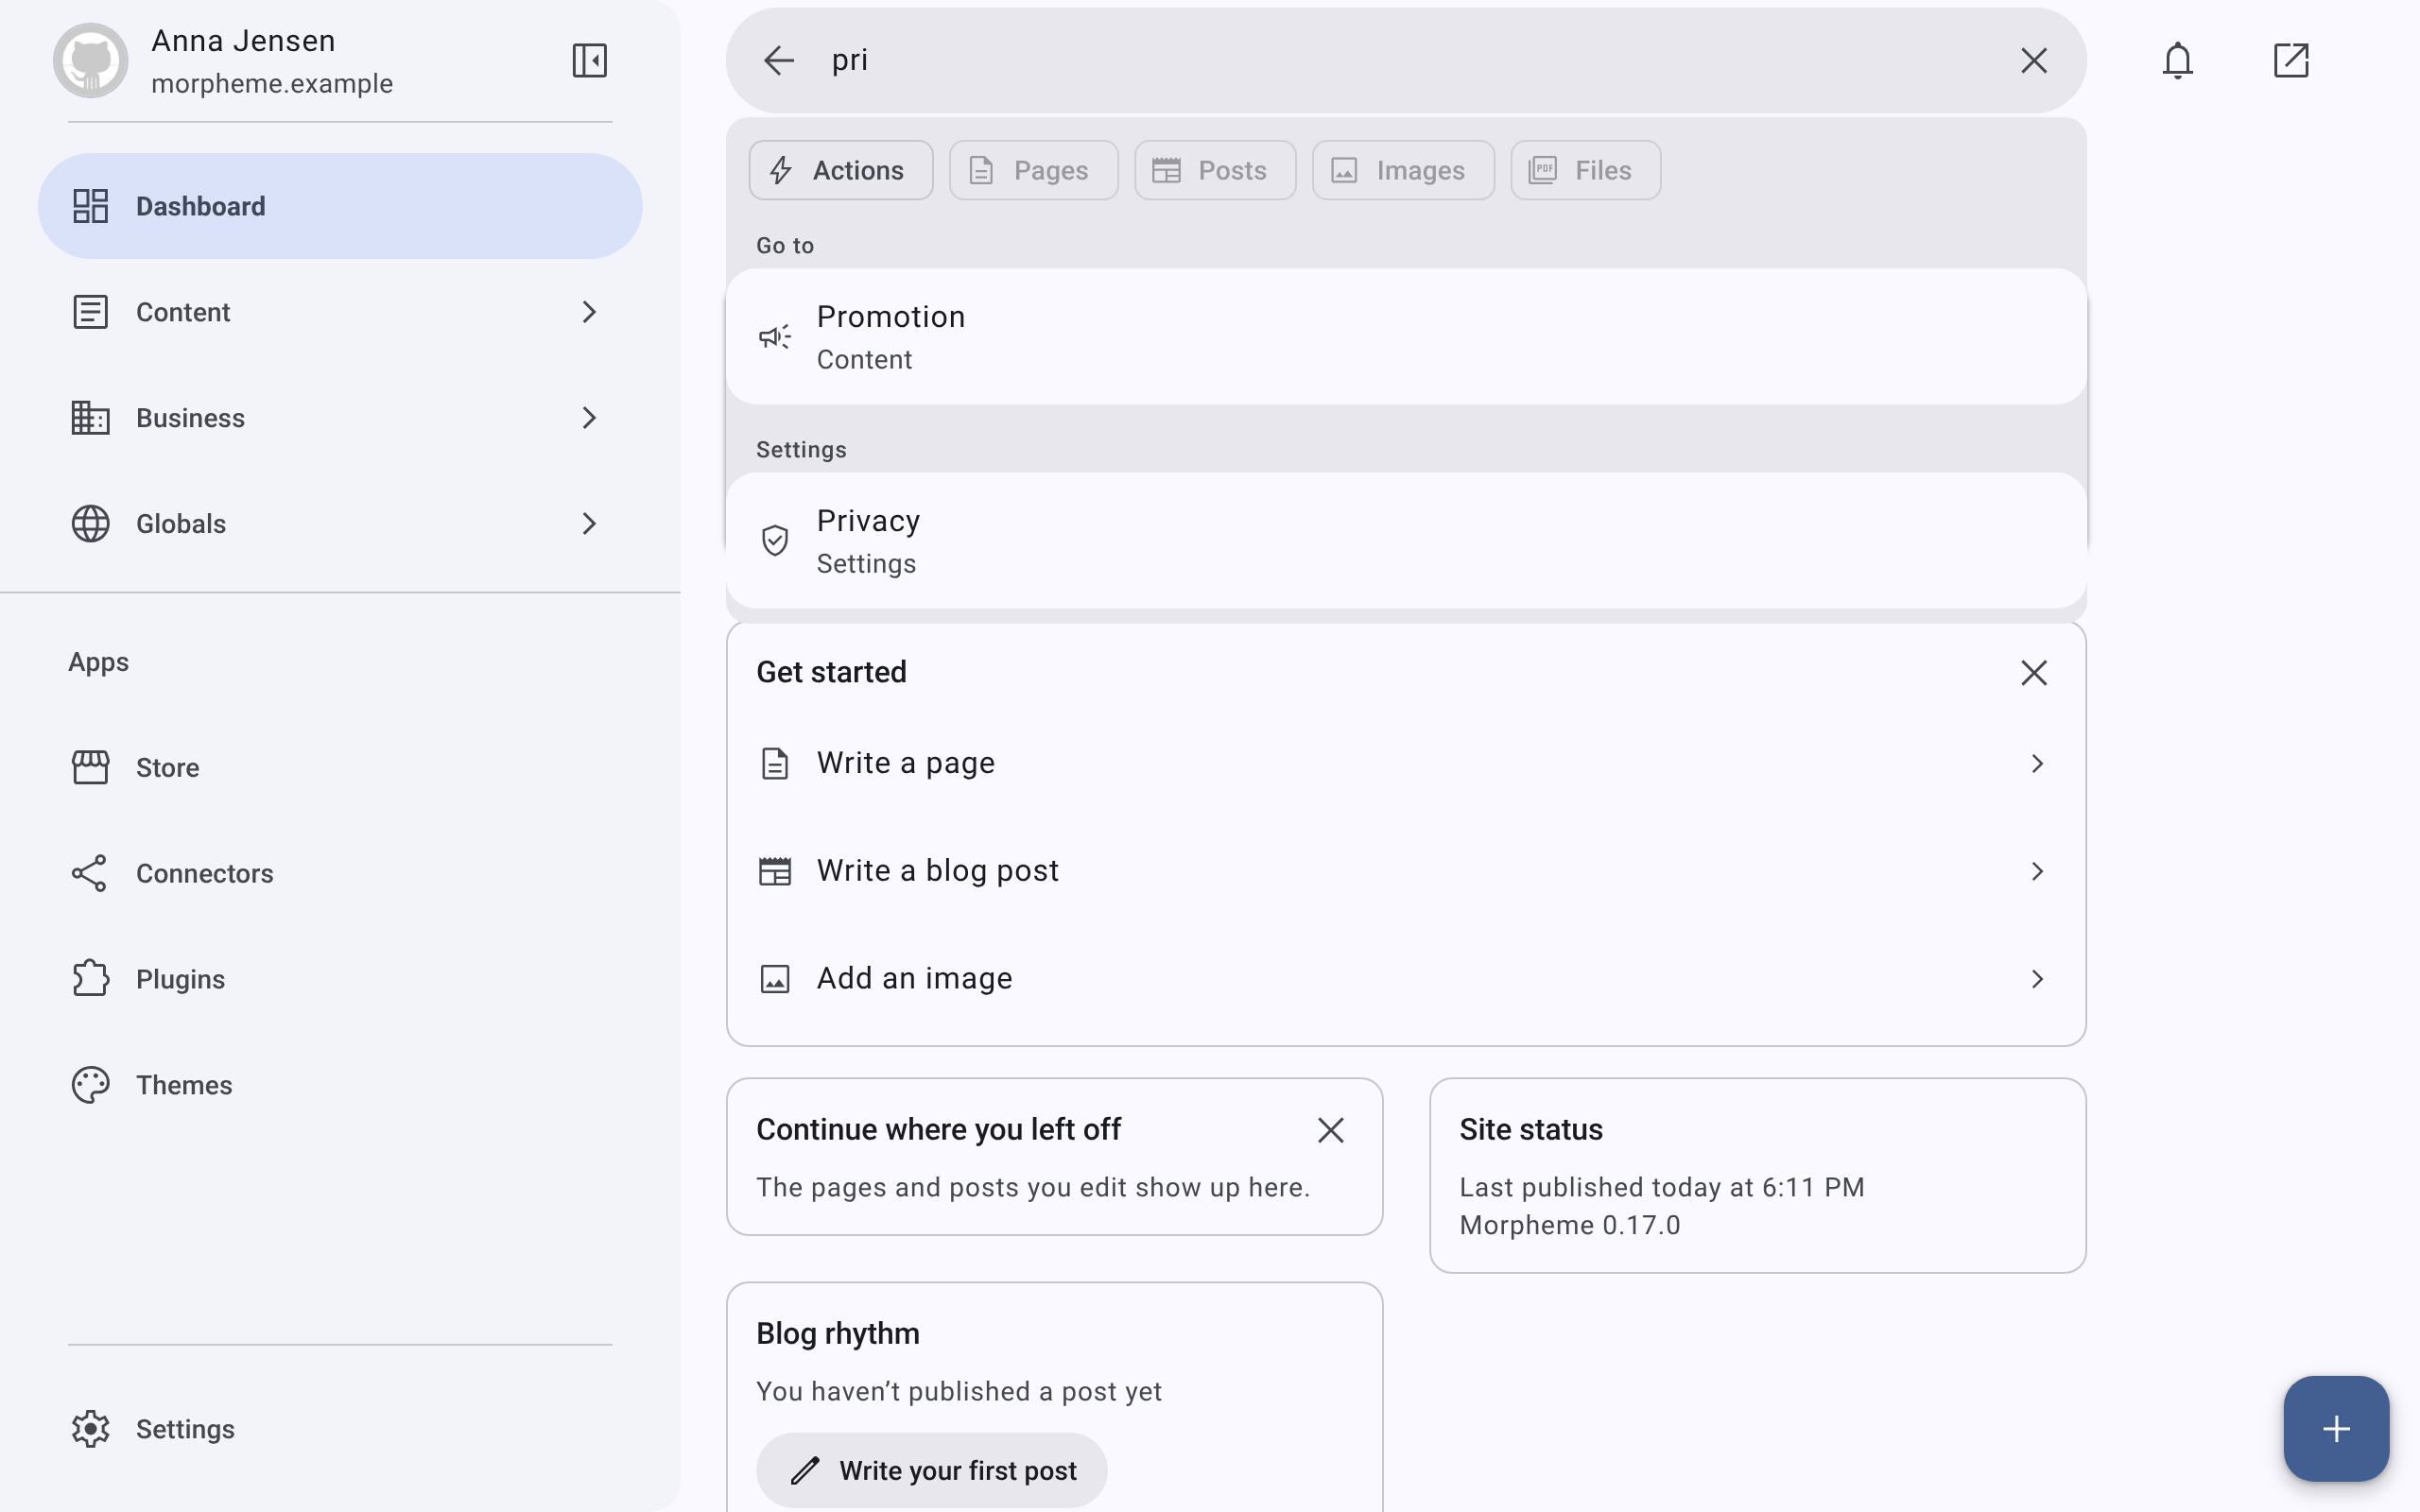 Anna Jensen
morpheme.example
Dashboard
Content
Business
Globals
Apps
Store
Connectors
Plugins
Themes
Settings
pri
Actions
Pages
Posts
Images
PDF
Files
Go to
Promotion
Content
Settings
Privacy
Settings
Get started
Write a page
Write a blog post
Add an image
Continue where you left off
The pages and posts you edit show up here.
Site status
Last published today at 6:11 PM
Morpheme 0.17.0
Blog rhythm
You haven’t published a post yet
Write your first post